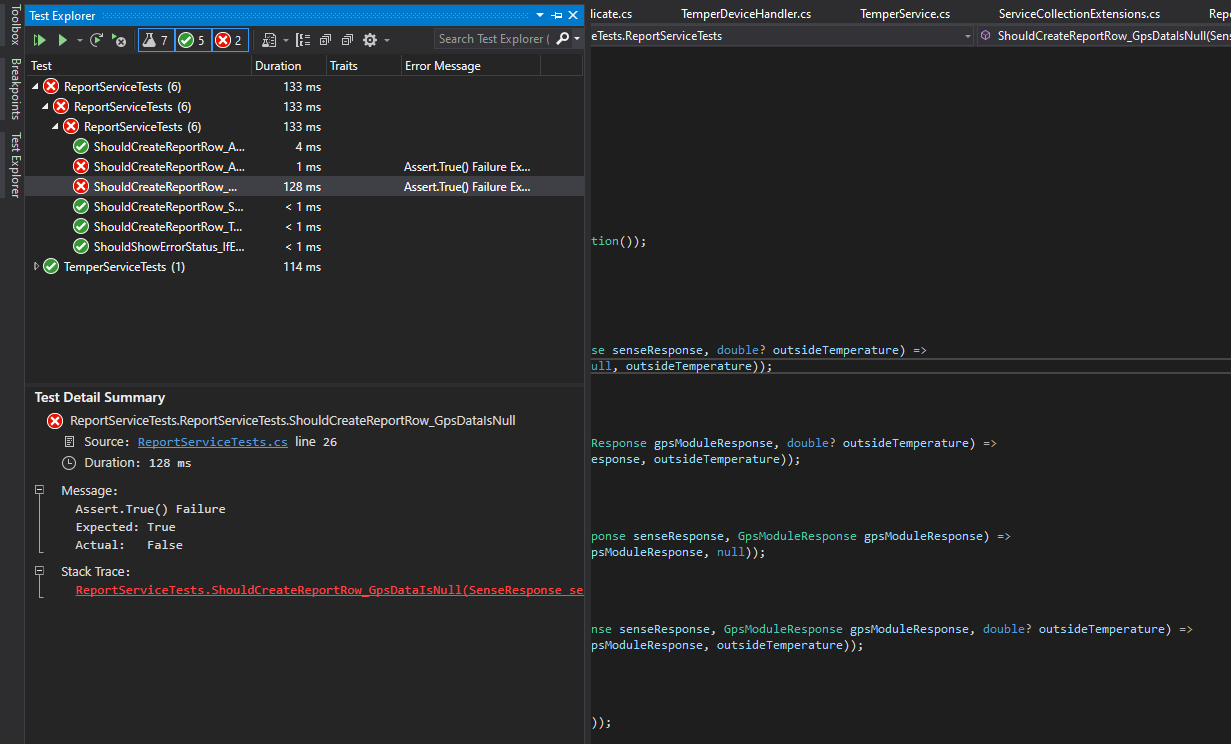 Toolbox
Breakpoints
Test Explorer
Test Explorer
7
5
2
Search Test Explorer (
Test Duration Traits Error Message
ReportServiceTests (6) 133 ms
ReportServiceTests (6) 133 ms
ReportServiceTests (6) 133 ms
ShouldCreateReportRow_A... 4 ms
ShouldCreateReportRow_A... 1 ms Assert.True() Failure Ex...
ShouldCreateReportRow_... 128 ms Assert.True() Failure Ex...
ShouldCreateReportRow_S... < 1 ms
ShouldCreateReportRow_T... < 1 ms
ShouldShowErrorStatus_IfE... < 1 ms
TemperServiceTests (1) 114 ms
Test Detail Summary
ReportServiceTests.ReportServiceTests.ShouldCreateReportRow_GpsDataIsNull
Source: ReportServiceTests.cs line 26
Duration: 128 ms
Message:
Assert.True() Failure
Expected: True
Actual: False
Stack Trace:
ReportServiceTests.ShouldCreateReportRow_GpsDataIsNull(SenseResponse se
licate.cs TemperDeviceHandler.cs TemperService.cs ServiceCollectionExtensions.cs Repo
eTests.ReportServiceTests ShouldCreateReportRow_GpsDataIsNull(Sens
tion());
se senseResponse, double? outsideTemperature) =>
ull, outsideTemperature));
Response gpsModuleResponse, double? outsideTemperature) =>
esponse, outsideTemperature));
ponse senseResponse, GpsModuleResponse gpsModuleResponse) =>
psModuleResponse, null));
nse senseResponse, GpsModuleResponse gpsModuleResponse, double? outsideTemperature) =>
psModuleResponse, outsideTemperature));
));